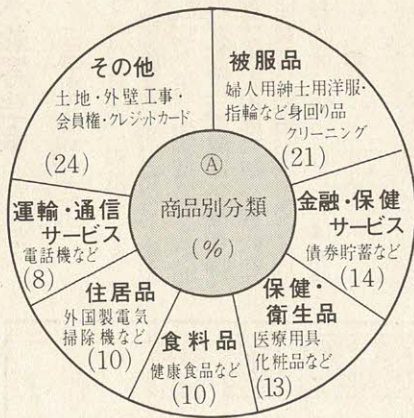 Ⓐ
商品別分類
(%)
被服品
婦人用紳士用洋服・
指輪など身回り品
クリーニング
(21)
金融・保健
サービス
債券貯蓄など
(14)
保健・
衛生品
医療用具
化粧品など
(13)
食料品
健康食品など
(10)
住居品
外国製電気
掃除機など
(10)
運輸・通信
サービス
電話機など
(8)
その他
土地・外壁工事・
会員権・クレジットカード
(24)